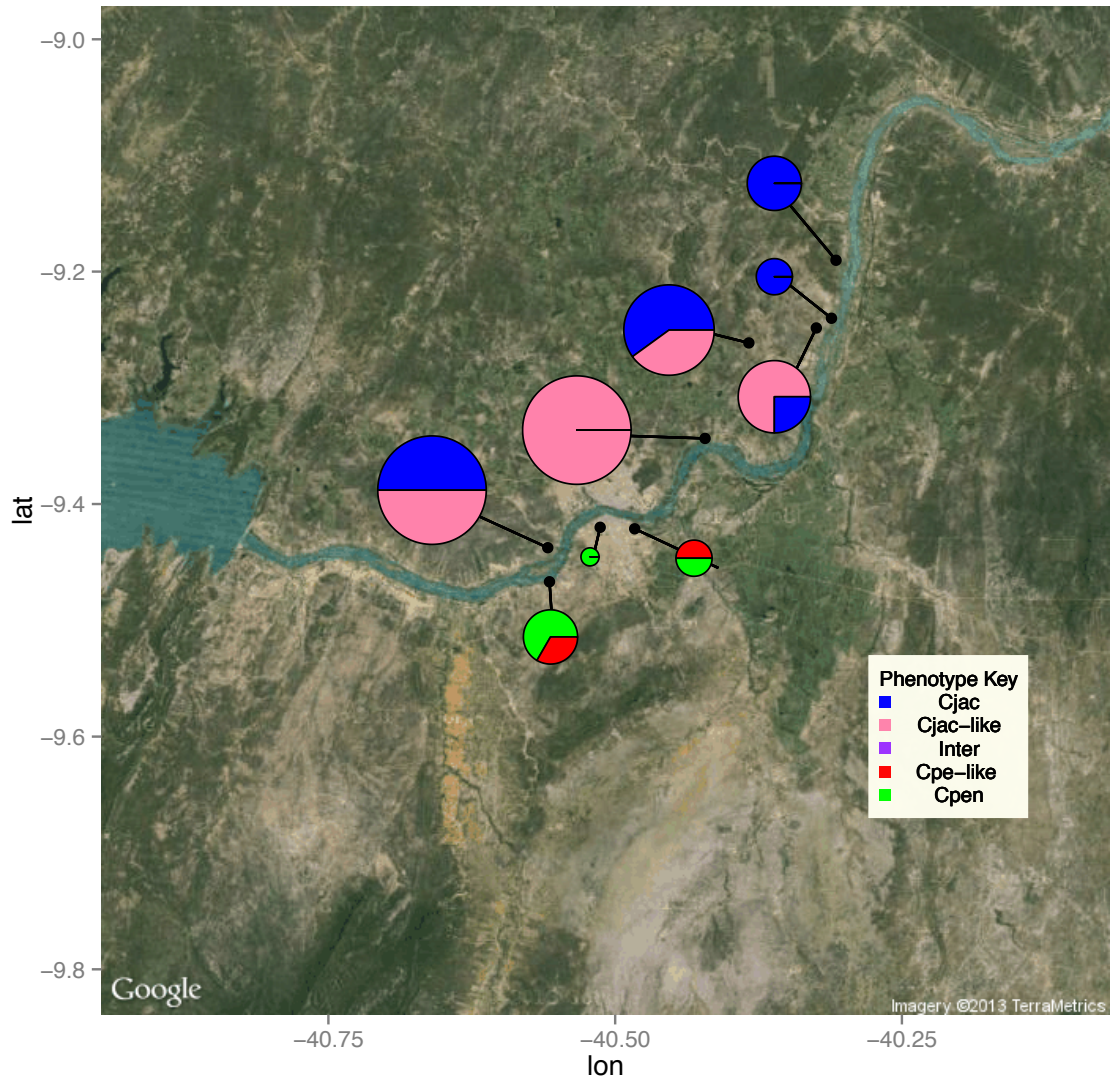 lat
−9.0
−9.2
−9.4
−9.6
−9.8
Phenotype Key
Cjac
Cjac−like
Inter
Cpe−like
Cpen
Google
Imagery ©2013 TerraMetrics
−40.75
−40.50
−40.25
lon